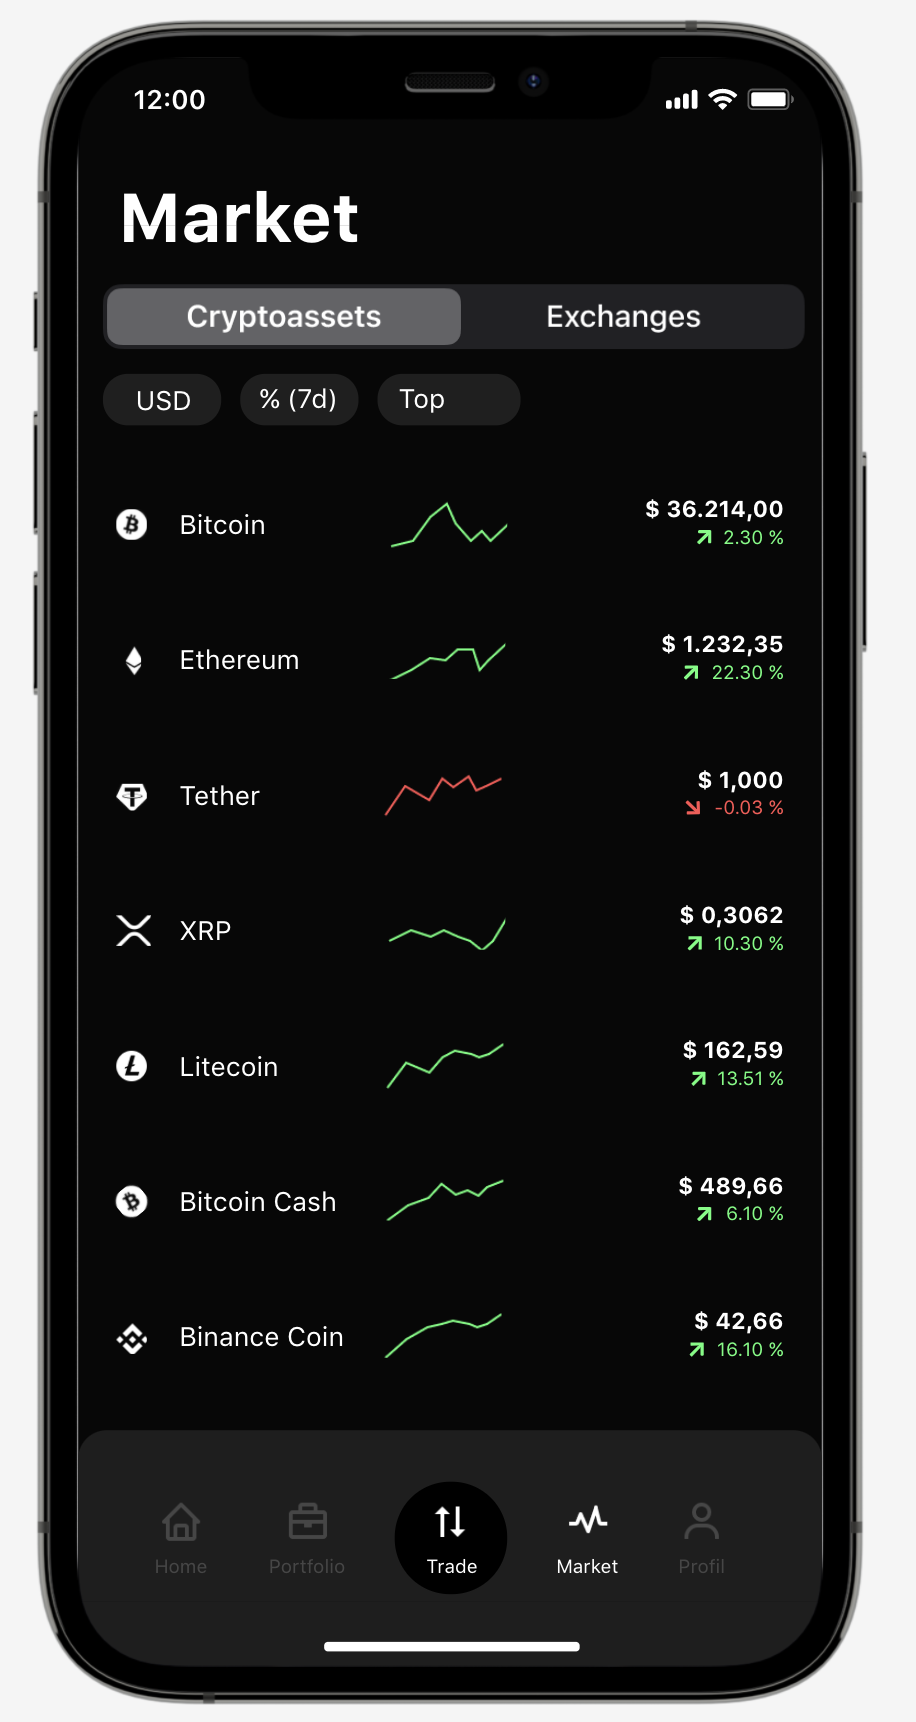 12:00
Market
Cryptoassets Exchanges
USD % (7d) Top
Bitcoin $ 36.214,00
2.30 %
Ethereum $ 1.232,35
22.30 %
Tether $ 1,000
-0.03 %
XRP $ 0,3062
10.30 %
Litecoin $ 162,59
13.51 %
Bitcoin Cash $ 489,66
6.10 %
Binance Coin $ 42,66
16.10 %
Home Portfolio Trade Market Profil